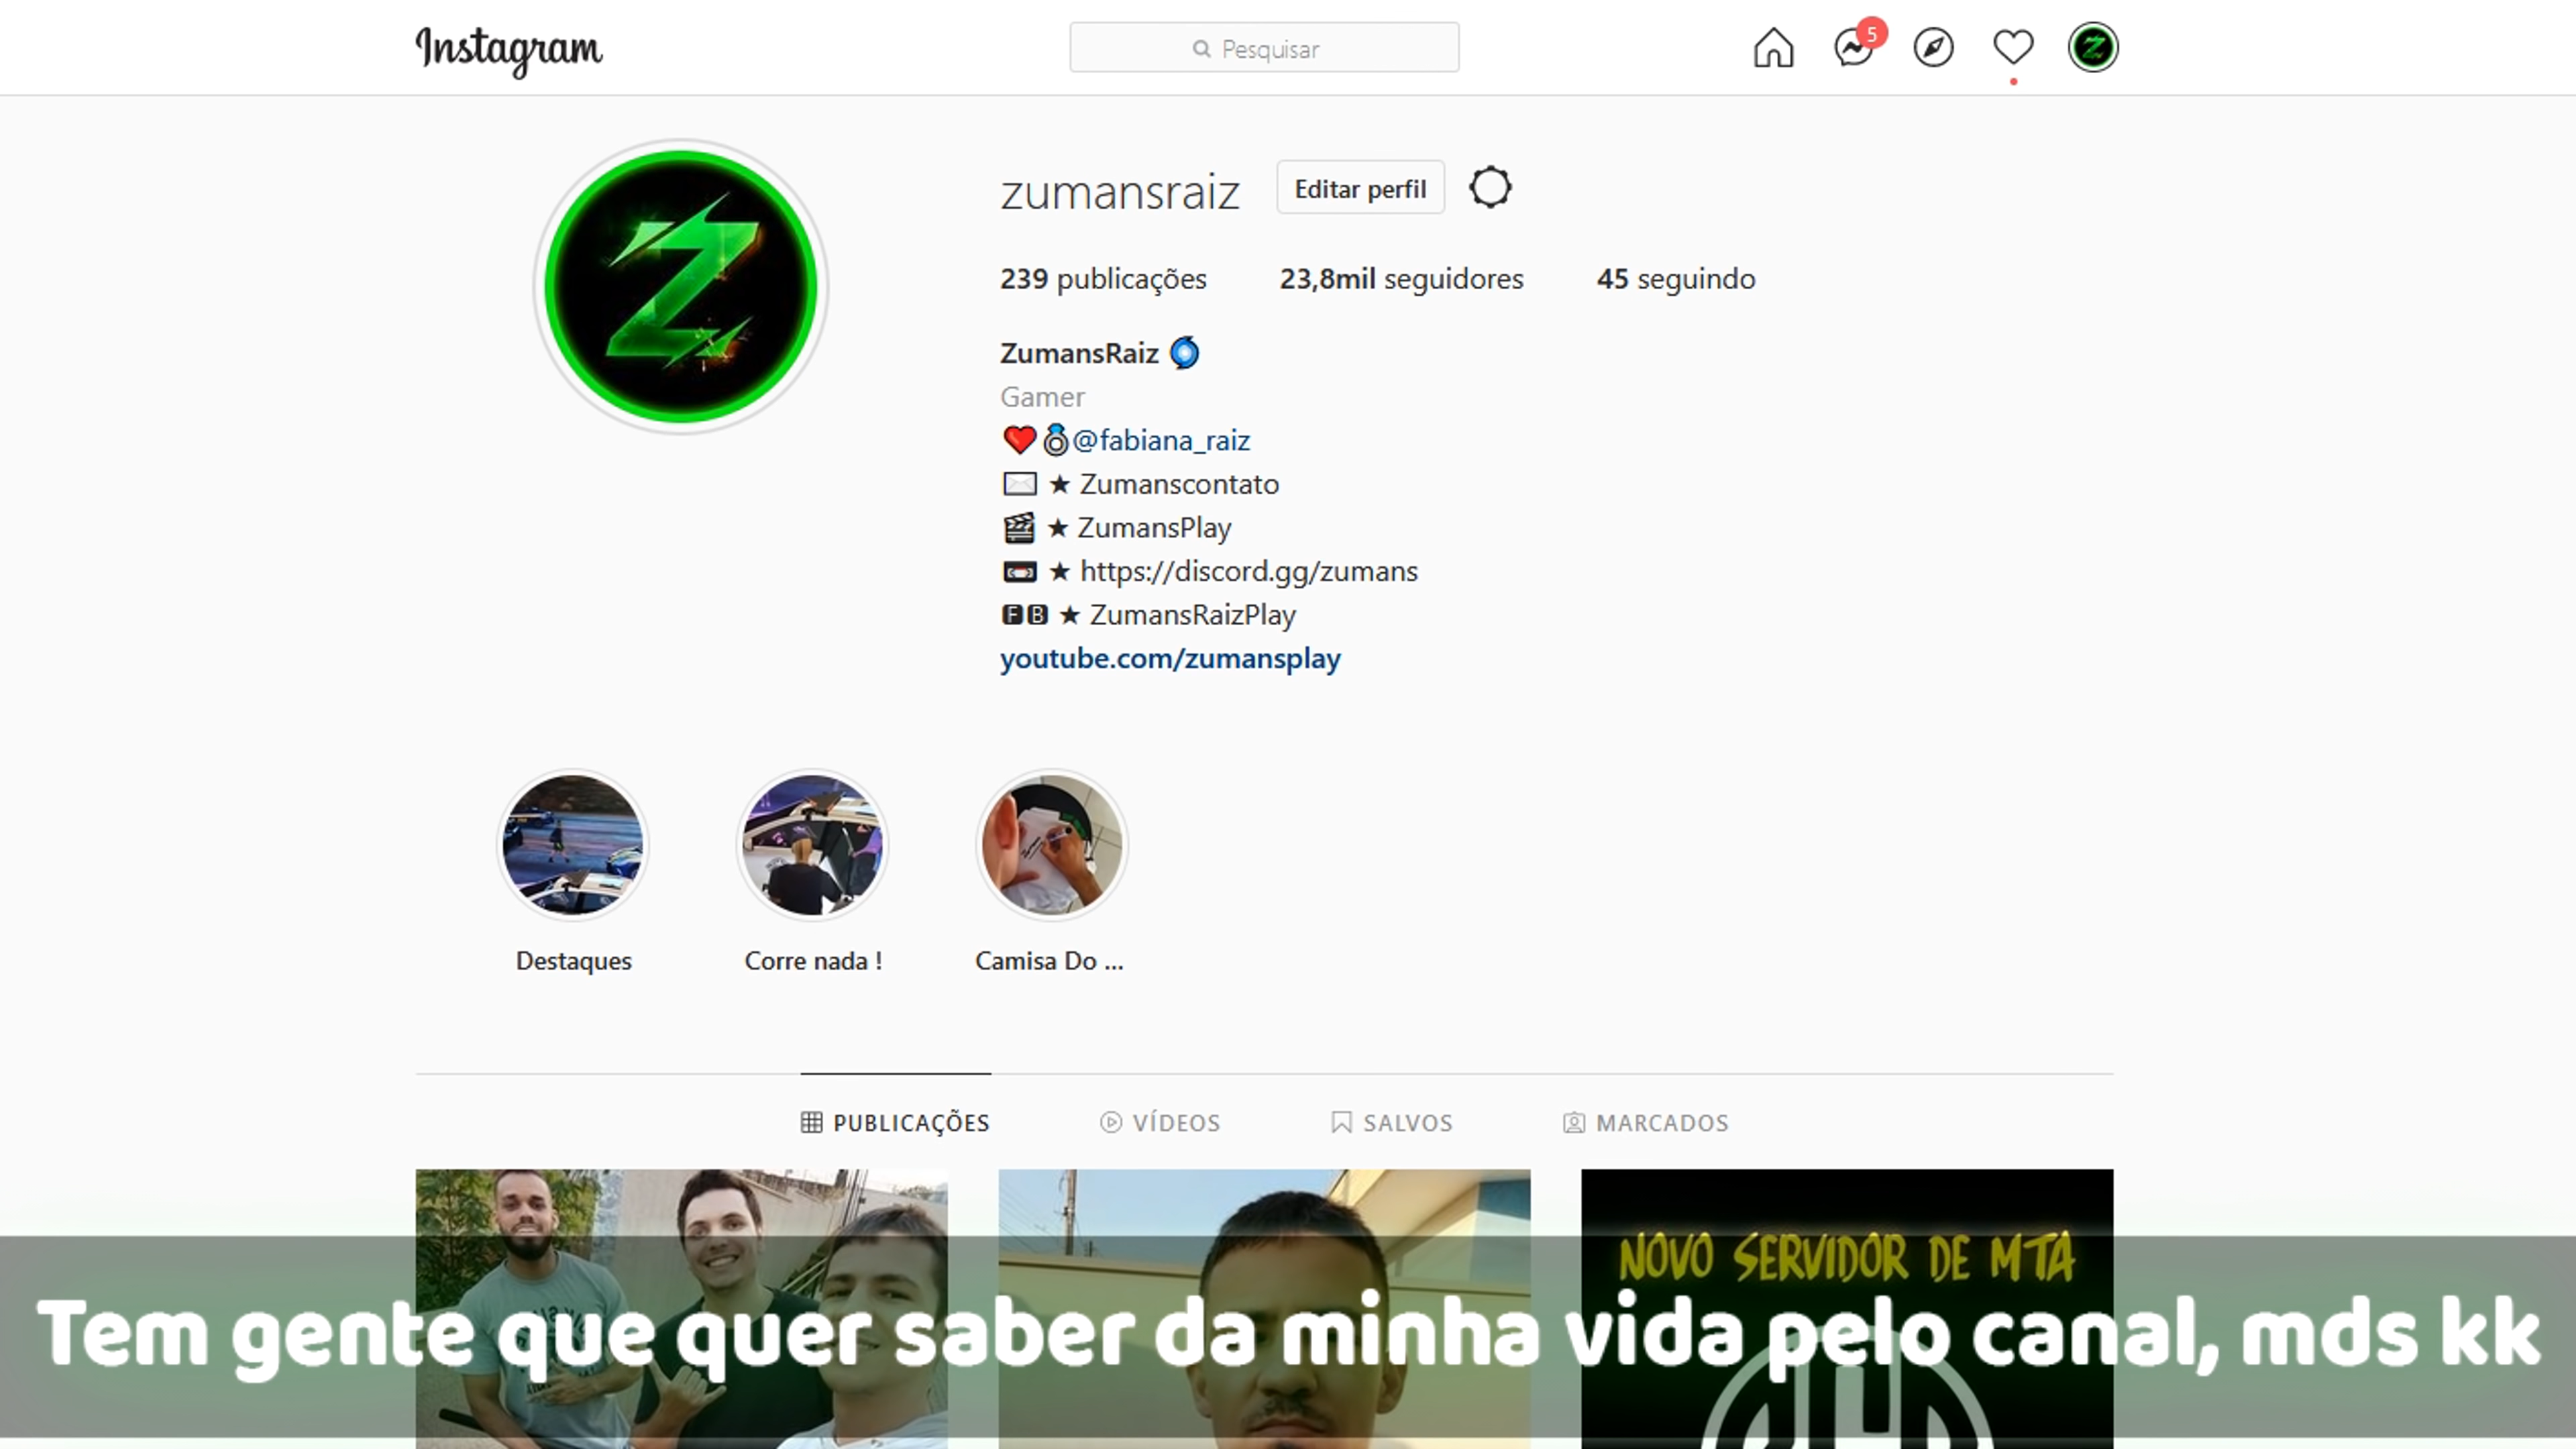 Instagram
Pesquisar
5
zumansraiz
Editar perfil
239 publicações
23,8mil seguidores
45 seguindo
ZumansRaiz
Gamer
@fabiana_raiz
★ Zumanscontato
★ ZumansPlay
★ https://discord.gg/zumans
🅵🅱 ★ ZumansRaizPlay
youtube.com/zumansplay
Destaques
Corre nada !
Camisa Do ...
PUBLICAÇÕES
VÍDEOS
SALVOS
MARCADOS
NOVO SERVIDOR DE MTA
Tem gente que quer saber da minha vida pelo canal, mds kk